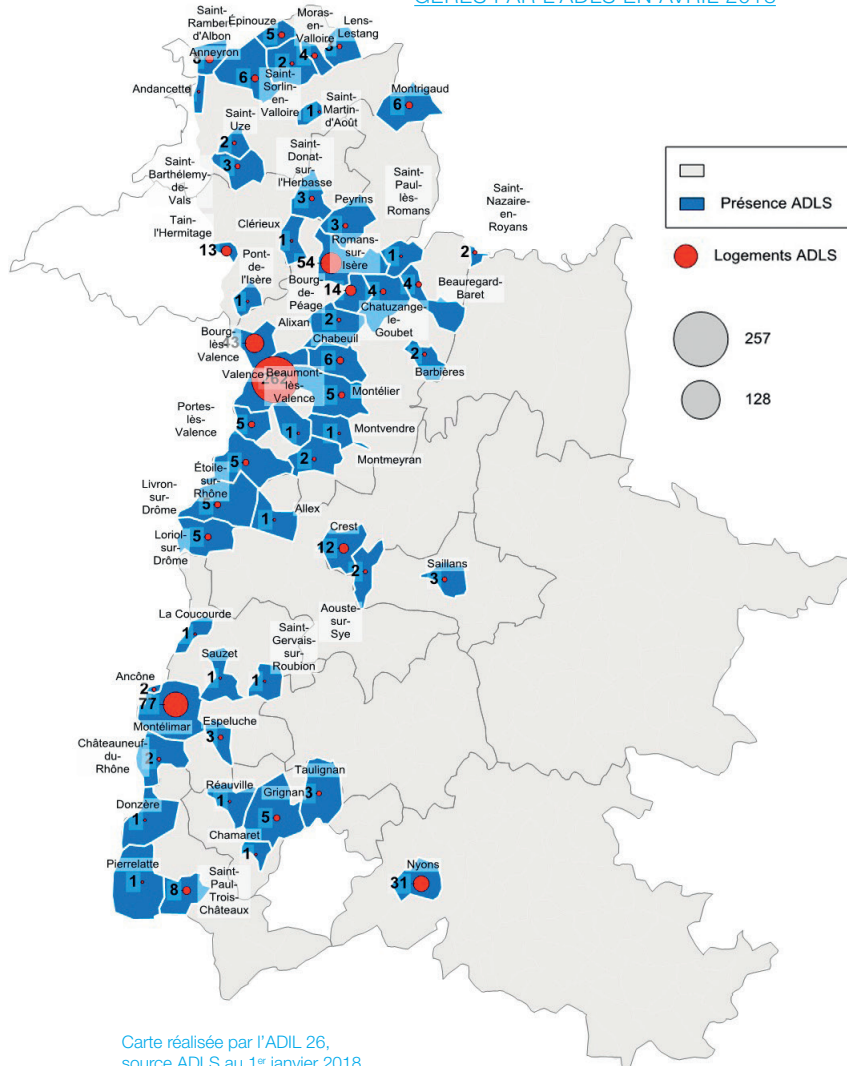 GÉRÉS PAR L'ADLS EN AVRIL 2018
Saint-
Rambert
d'Albon
Épinouze
Moras-
en-
Valloire
Lens-
Lestang
5
4
Anneyron
2
6
Saint-
Sorlin-
en-
Valloire
Andancette
Saint-
Martin-
d'Août
1
Montrigaud
6
Saint-
Uze
2
3
Saint-
Barthélemy-
de-
Vals
Saint-
Donat-
sur-
l'Herbasse
3
Saint-
Paul-
lès-
Romans
1
Saint-
Nazaire-
en-
Royans
2
Peyrins
3
Tain-
l'Hermitage
13
Clérieux
1
Romans-
sur-
Isère
54
Pont-
de-
l'Isère
1
Bourg-
de-
Péage
14
4
4
Beauregard-
Baret
Chatuzange-
le-
Goubet
Alixan
2
Bourg-
lès-
Valence
43
Chabeuil
6
2
Barbières
Valence
262
Beaumont-
lès-
Valence
5
Montélier
Portes-
lès-
Valence
5
1
1
Montvendre
2
Montmeyran
5
Étoile-
sur-
Rhône
Livron-
sur-
Drôme
5
Allex
1
Loriol-
sur-
Drôme
5
Crest
12
2
Saillans
3
Aouste-
sur-
Sye
La Coucourde
1
Sauzet
1
Saint-
Gervais-
sur-
Roubion
1
Ancône
2
77
Montélimar
Espeluche
3
Châteauneuf-
du-
Rhône
2
Réauville
1
Grignan
5
Taulignan
3
Donzère
1
Chamaret
1
Pierrelatte
1
8
Saint-
Paul-
Trois-
Châteaux
Nyons
31
Présence ADLS
Logements ADLS
257
128
Carte réalisée par l'ADIL 26,
source ADLS au 1er janvier 2018